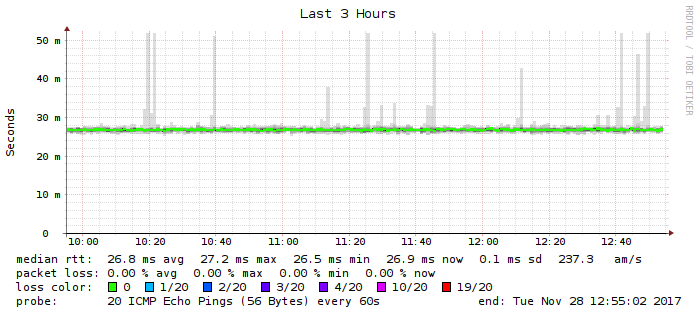 Last 3 Hours
RRDTOOL / TOBI OETIKER
Seconds
50 m
40 m
30 m
20 m
10 m
0
10:00 10:20 10:40 11:00 11:20 11:40 12:00 12:20 12:40
median rtt: 26.8 ms avg 27.2 ms max 26.5 ms min 26.9 ms now 0.1 ms sd 237.3 am/s
packet loss: 0.00 % avg 0.00 % max 0.00 % min 0.00 % now
loss color: 0 1/20 2/20 3/20 4/20 10/20 19/20
probe: 20 ICMP Echo Pings (56 Bytes) every 60s end: Tue Nov 28 12:55:02 2017